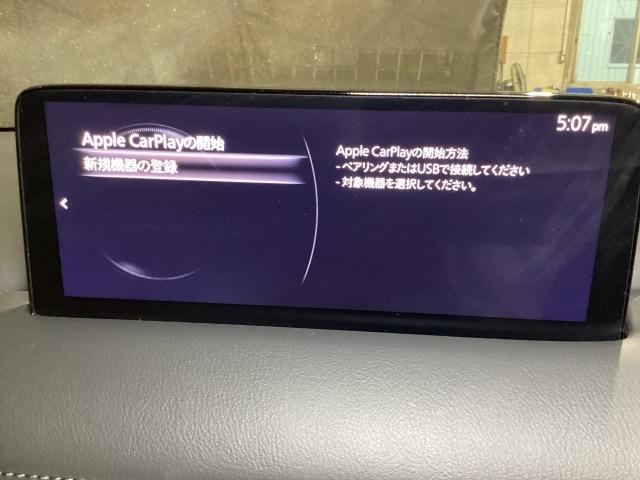 5:07 pm
Apple CarPlayの開始
新規機器の登録
Apple CarPlayの開始方法
- ペアリングまたはUSBで接続してください
- 対象機器を選択してください。